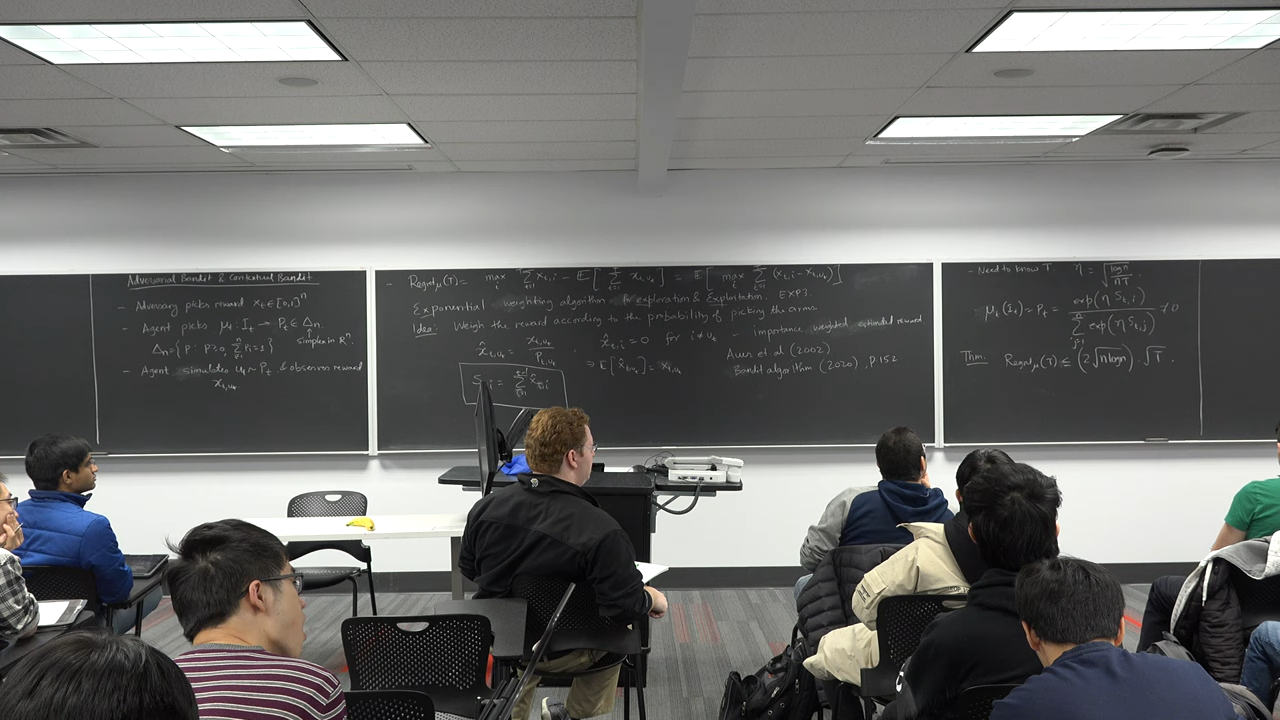 Adversarial Bandit & Contextual Bandit
- Adversary picks reward x_t ∈ [0,1]^n
- Agent picks μ_t: I_t → P_t ∈ Δ_n.
simplex in R^n.
Δ_n = {P: P≥0, Σ_{i=1}^n P_i = 1}
- Agent simulates u_t ~ P_t & observes reward
x_{t,u_t}
- Regret_μ(T) = max_i Σ_{t=1}^T x_{t,i} - E[Σ_{t=1}^T x_{t,u_t}] = E[max_i Σ_{t=1}^T (x_{t,i} - x_{t,u_t})]
Exponential weighting algorithm for exploration & Exploitation. EXP3.
Idea: Weigh the reward according to the probability of picking the arms
- importance weighted estimated reward
x̂_{t,u_t} = x_{t,u_t} / P_{t,u_t} . x̂_{t,i} = 0 for i ≠ u_t
⇒ E[x̂_{t,u_t}] = x_{t,u_t}
Auer et al (2002)
Bandit algorithm (2020), P.152
- Need to know T η = √(log n / nT) .
μ_t(I_t) = P_t = exp(η S_{t,i}) / Σ_{j=1}^n exp(η S_{t,j}) ≠ 0
Thm. Regret_μ(T) ≤ (2√(n log n)) · √T .